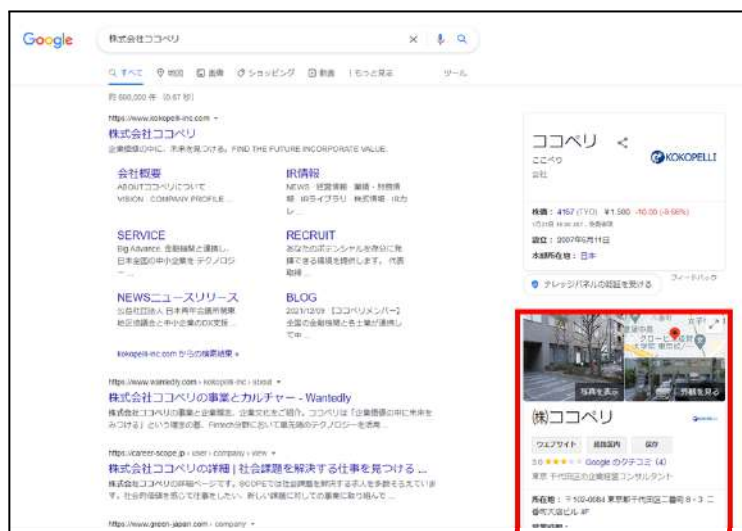 Google
株式会社ココペリ
すべて 地図 画像 ショッピング 動画 もっと見る ツール
https://www.kokopelli-inc.com
株式会社ココペリ
企業価値の中に、未来を見つける。FIND THE FUTURE INCORPORATE VALUE.
会社概要
ABOUTココペリについて
VISION COMPANY PROFILE ...
IR情報
NEWS 経営情報 業績・財務情
報 IRライブラリ 株式情報 IRカ
レ...
SERVICE
Big Advance. 金融機関と連携し、
日本全国の中小企業を テクノロジ
ー ...
RECRUIT
あなたのポテンシャルを存分に発
揮できる環境を提供します。 代表
取締 ...
NEWSニュースリリース
公益社団法人 日本青年会議所関東
地区協議会と中小企業のDX支援 ...
BLOG
2021/12/09 【ココペリメンバー】
全国の金融機関と各士業が連携し
て中 ...
kokopelli-inc.com からの検索結果 »
https://www.wantedly.com › kokopelli-inc › about
株式会社ココペリの事業とカルチャー - Wantedly
株式会社ココペリの事業と企業理念、企業文化をご紹介。ココペリは「企業価値の中に未来を
みつける」という理念の基、Fintech分野において最先端のテクノロジーを活用 ...
https://career-scope.jp › user › company › view
株式会社ココペリの詳細 | 社会課題を解決する仕事を見つける ...
株式会社ココペリの詳細ページです。SCOPEでは社会課題を解決する求人を多数そろえていま
す。社会的価値を感じて仕事をしたい、新しい課題に対しての事業に取り組んで ...
https://www.green-japan.com › company
ココペリ
ここぺり
会社
KOKOPELLI
株価： 4167 (TYO) ¥1,500
設立： 2007年6月11日
本部所在地： 日本
ナレッジパネルの認証を受ける
フィードバック
写真を表示
外観を見る
(株)ココペリ
ウェブサイト 経路案内 保存
Google のクチコミ（4）
東京 千代田区の企業経営コンサルタント
所在地： 〒102-0084 東京都千代田区二番町８−３ 二
番町大沼ビル 4F
営業時間：